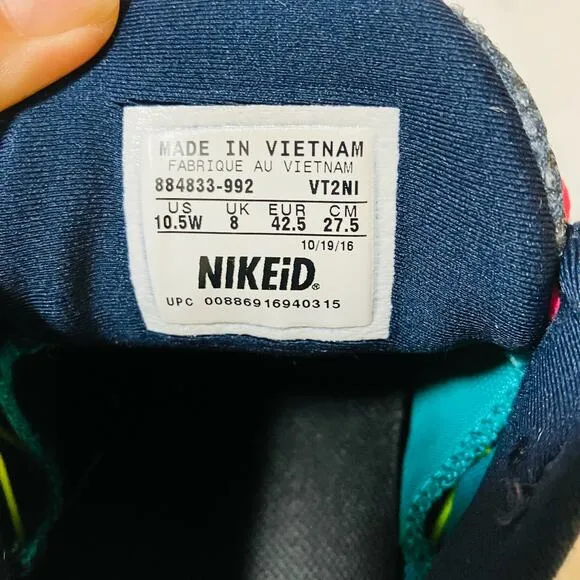 MADE IN VIETNAM
FABRIQUE AU VIETNAM
884833-992 VT2NI
US UK EUR CM
10.5W 8 42.5 27.5
10/19/16
NIKEiD®
UPC 00886916940315